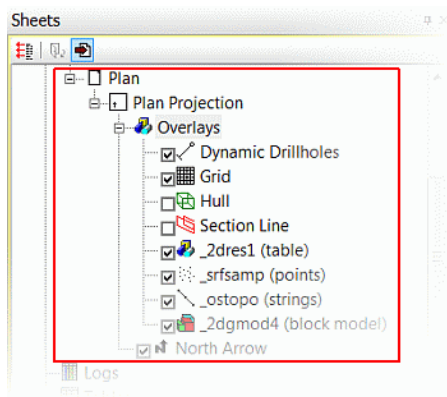 Sheets
Plan
Plan Projection
Overlays
Dynamic Drillholes
Grid
Hull
Section Line
_2dres1 (table)
_srfsamp (points)
_ostopo (strings)
_2dgmod4 (block model)
North Arrow
Logs